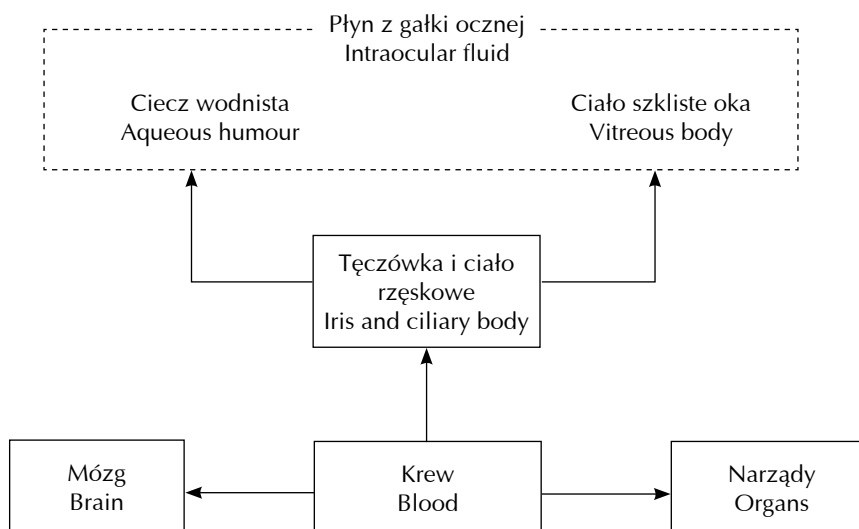 Płyn z gałki ocznej
Intraocular fluid
Ciecz wodnista
Aqueous humour
Ciało szkliste oka
Vitreous body
Tęczówka i ciało
rzęskowe
Iris and ciliary body
Mózg
Brain
Krew
Blood
Narządy
Organs